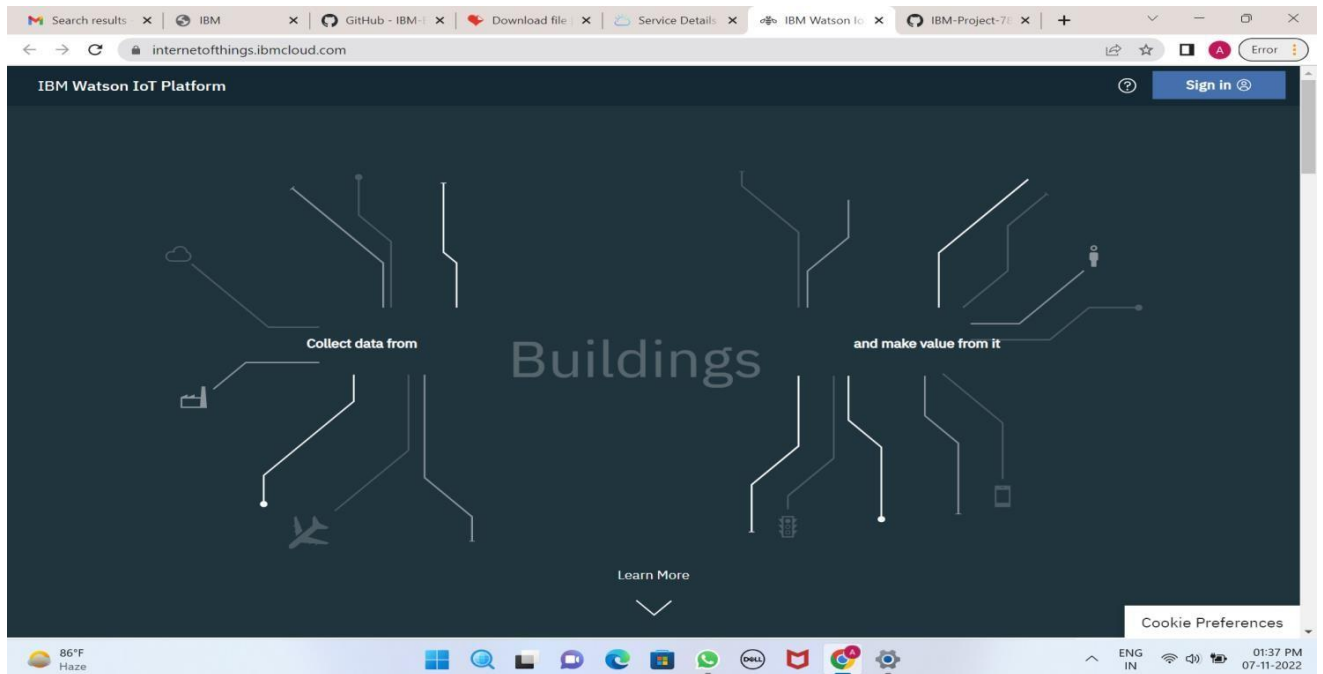 Search results
IBM
GitHub - IBM-
Download file
Service Details
IBM Watson Io
IBM-Project-78
internetofthings.ibmcloud.com
A
Error
IBM Watson IoT Platform
Sign in
Collect data from
Buildings
and make value from it
Learn More
Cookie Preferences
86°F
Haze
DELL
ENG
IN
01:37 PM
07-11-2022